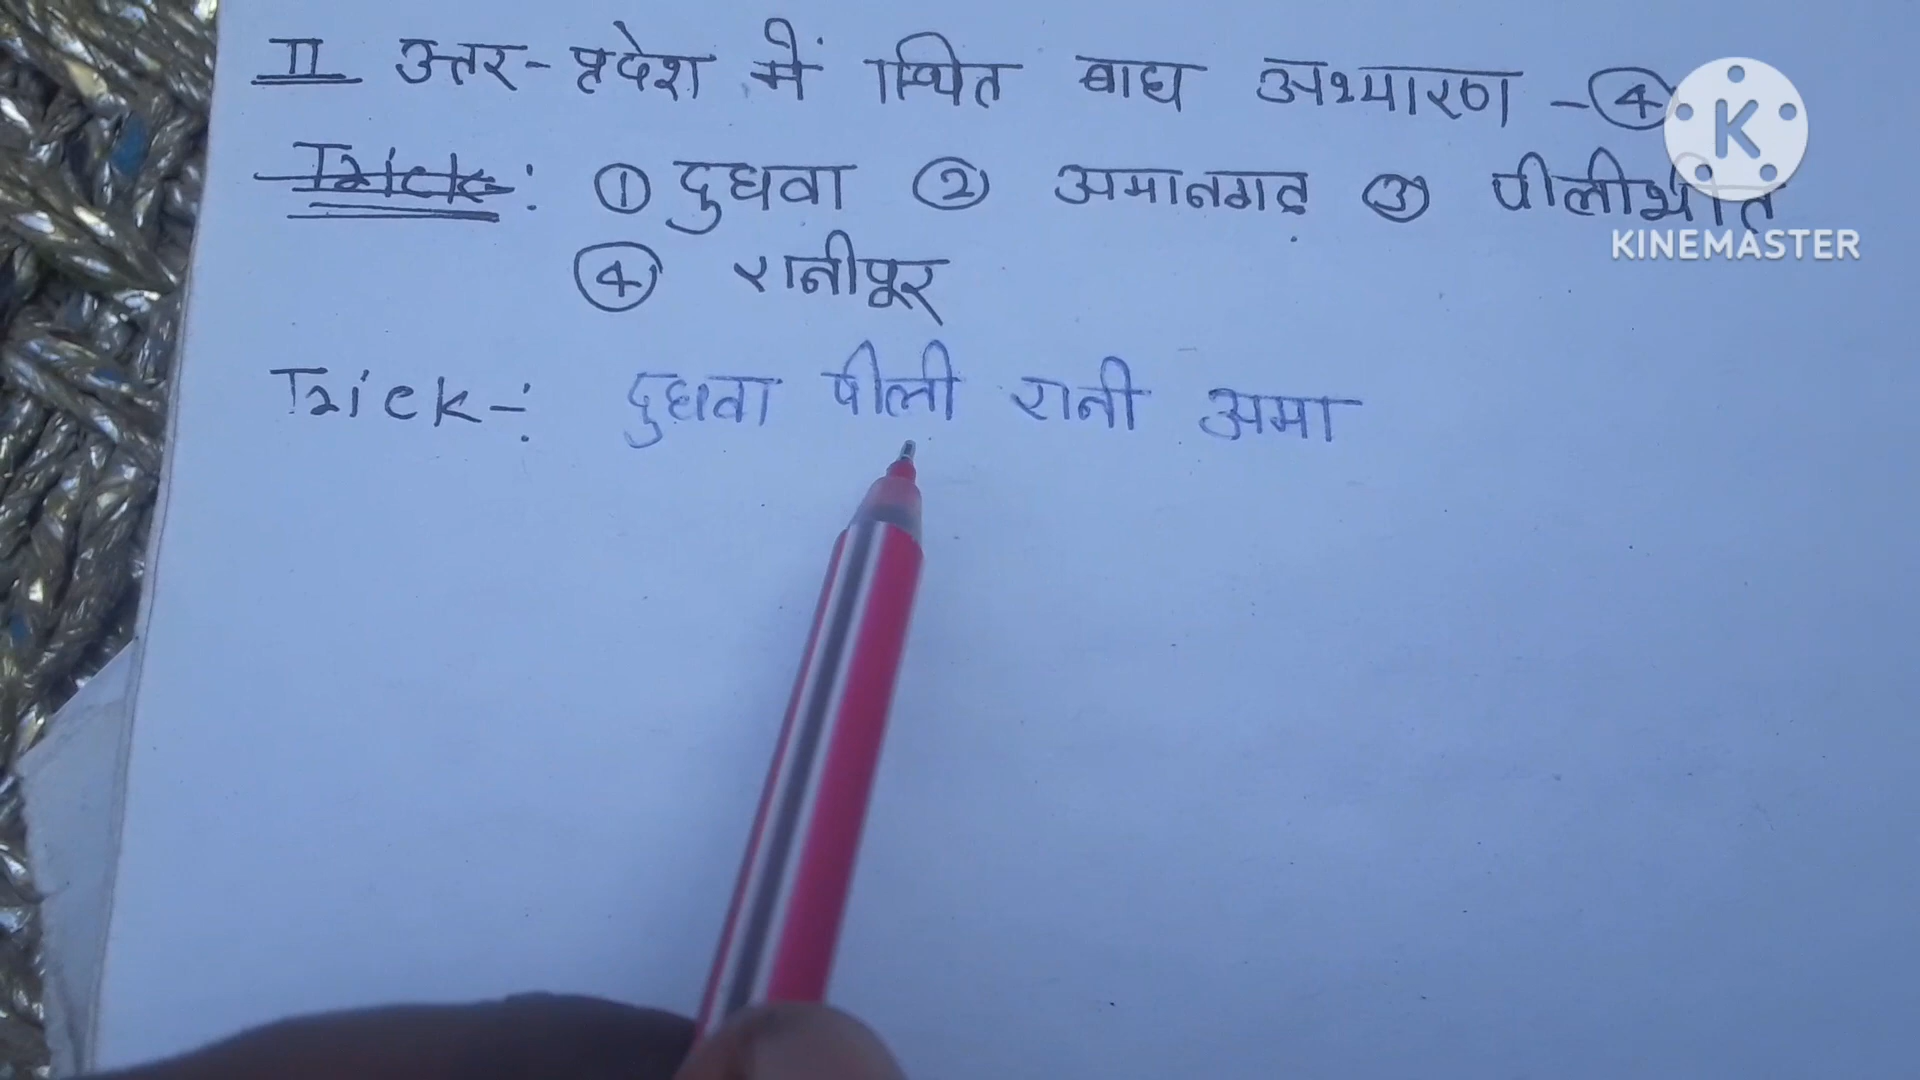 II उत्तर-प्रदेश में स्थित बाघ अभ्यारण -④
Trick: ① दुधवा ② अमानगढ़ ③ पीलीभीत
④ रानीपूर
Trick-: दुधवा पीली रानी अमा
K
KINEMASTER